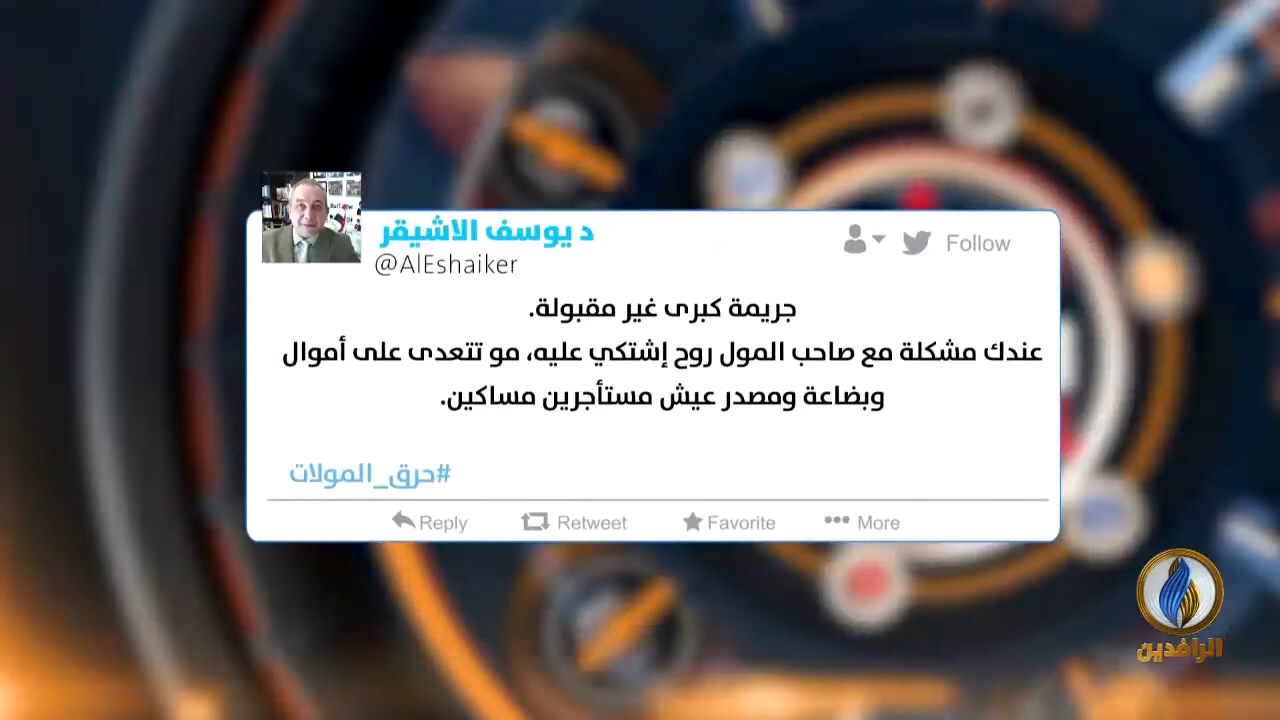 د يوسف الاشيقر
@AlEshaiker
Follow
جريمة كبرى غير مقبولة.
عندك مشكلة مع صاحب المول روح إشتكي عليه، مو تتعدى على أموال
وبضاعة ومصدر عيش مستأجرين مساكين.
#حرق_المولات
Reply
Retweet
Favorite
More
الرافدين